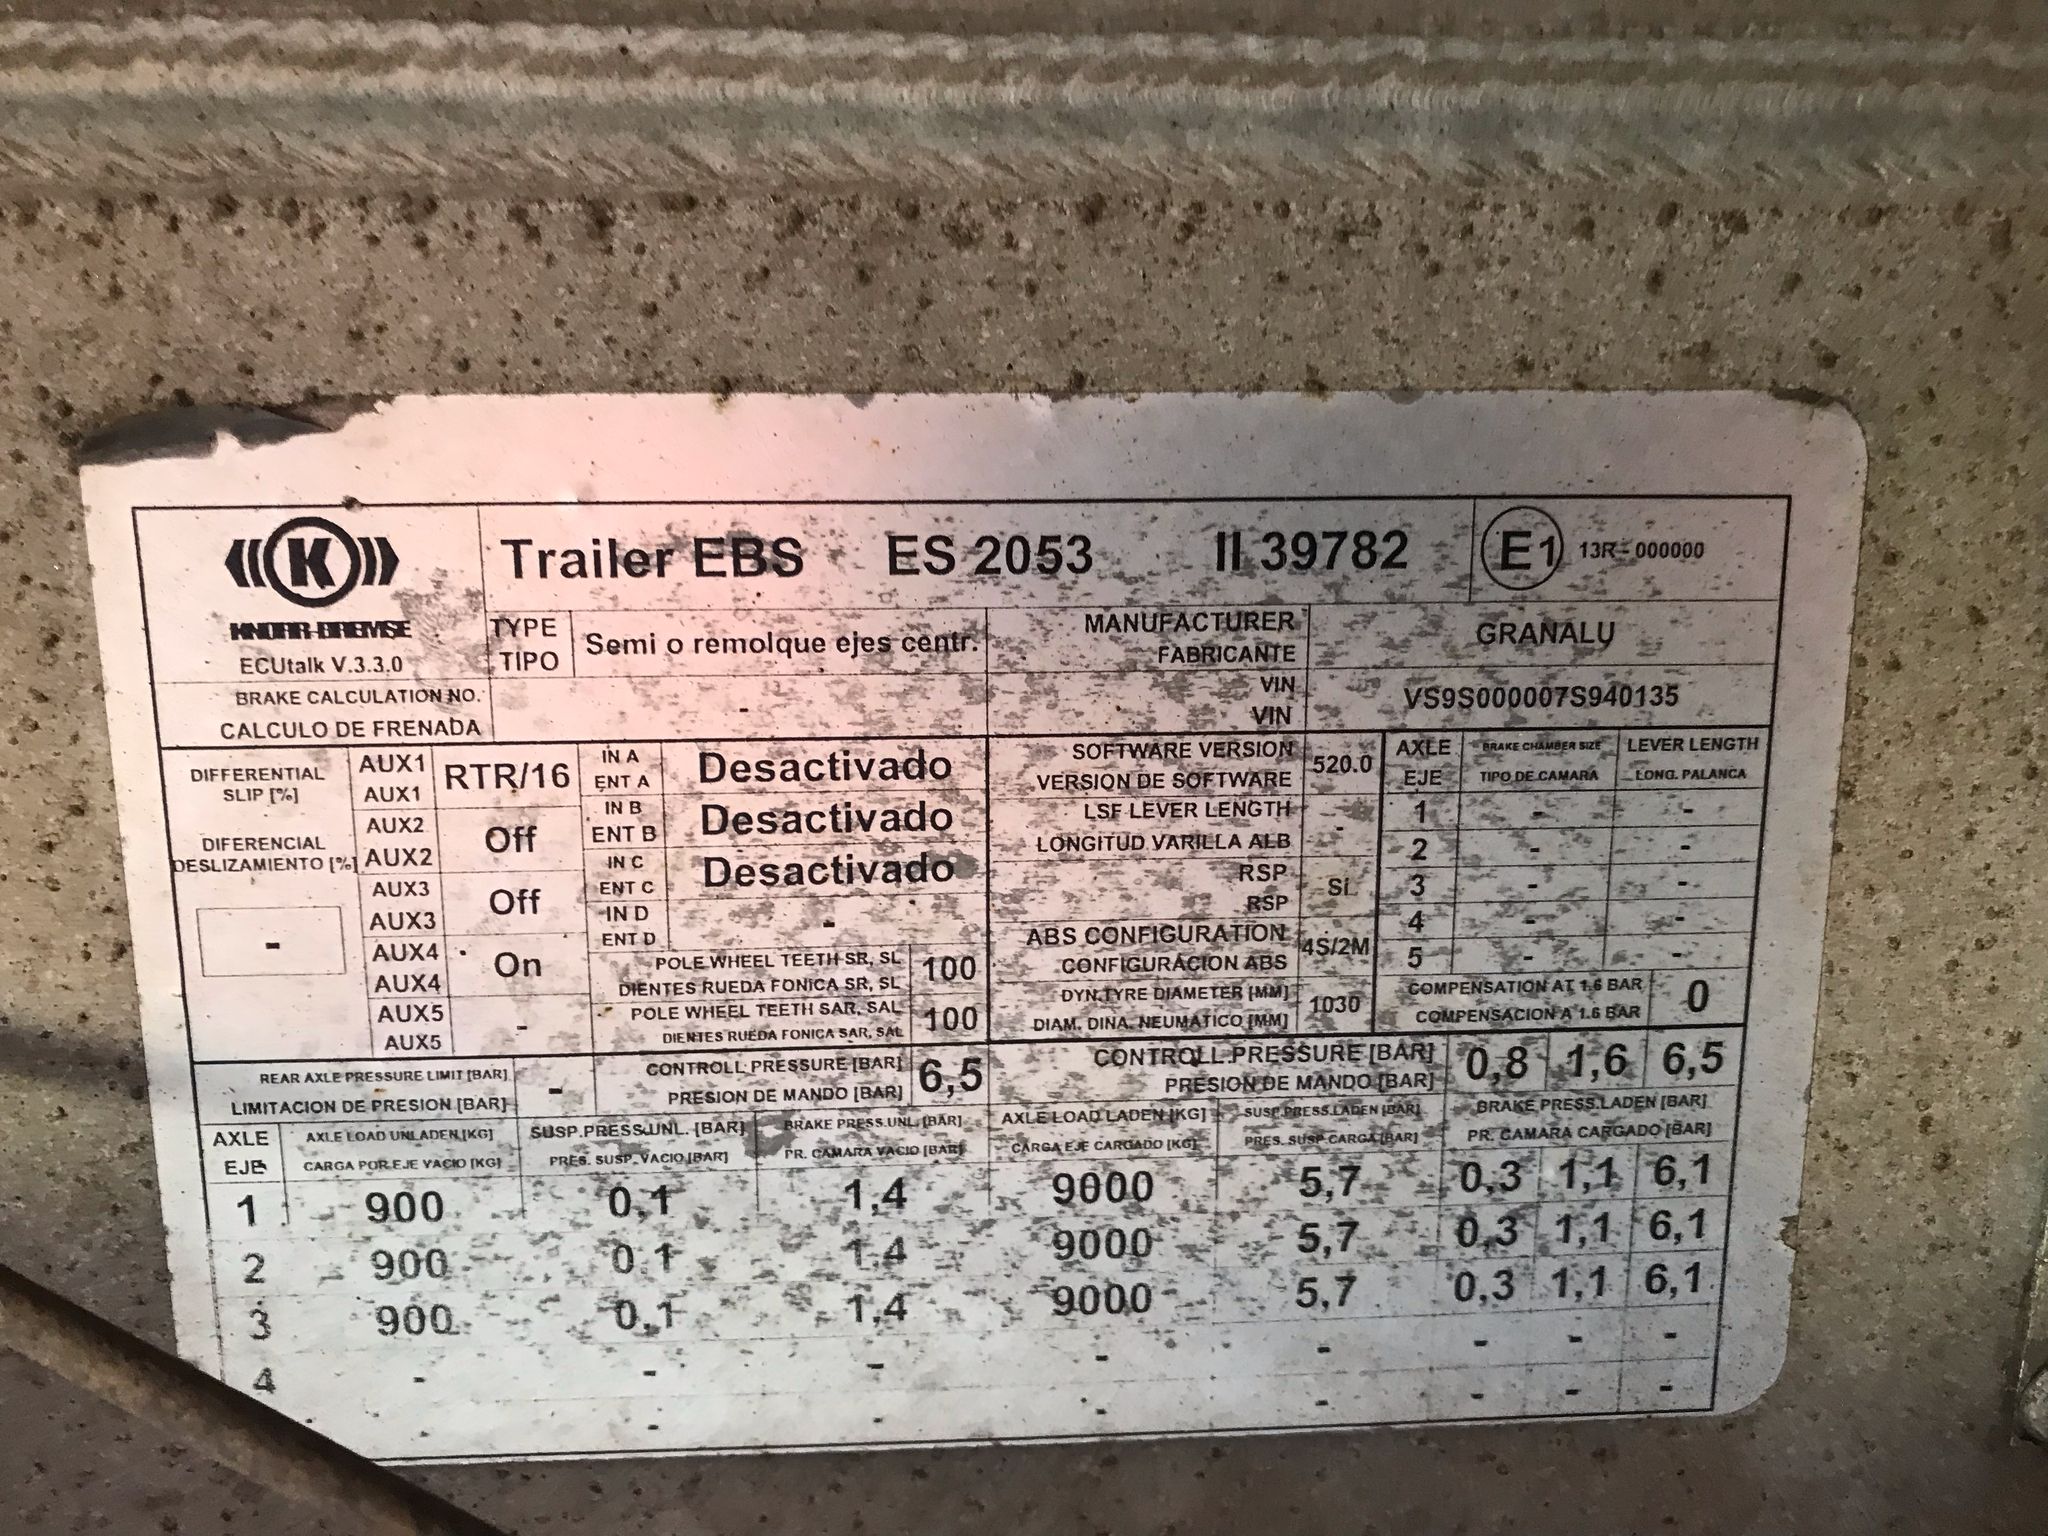 K
KNORR-BREMSE
ECUtalk V.3.3.0
Trailer EBS ES 2053 II 39782 E1 13R-000000
TYPE
TIPO
Semi o remolque ejes centr.
MANUFACTURER
FABRICANTE
GRANALU
BRAKE CALCULATION NO.
CALCULO DE FRENADA
-
VIN
VIN
VS9S000007S940135
DIFFERENTIAL
SLIP [%]
DIFERENCIAL
DESLIZAMIENTO [%]
-
AUX1
AUX1
RTR/16
AUX2
AUX2
Off
AUX3
AUX3
Off
AUX4
AUX4
On
AUX5
AUX5
-
IN A
ENT A
Desactivado
IN B
ENT B
Desactivado
IN C
ENT C
Desactivado
IN D
ENT D
-
POLE WHEEL TEETH SR, SL
DIENTES RUEDA FONICA SR, SL
100
POLE WHEEL TEETH SAR, SAL
DIENTES RUEDA FONICA SAR, SAL
100
SOFTWARE VERSION
VERSION DE SOFTWARE
520.0
LSF LEVER LENGTH
LONGITUD VARILLA ALB
-
RSP
RSP
Si
ABS CONFIGURATION
CONFIGURACION ABS
4S/2M
DYN.TYRE DIAMETER [MM]
DIAM. DINA. NEUMATICO [MM]
1030
AXLE BRAKE CHAMBER SIZE LEVER LENGTH
EJE TIPO DE CAMARA LONG. PALANCA
1 - -
2 - -
3 - -
4 - -
5 - -
COMPENSATION AT 1.6 BAR
COMPENSACION A 1.6 BAR
0
REAR AXLE PRESSURE LIMIT [BAR]
LIMITACION DE PRESION [BAR]
-
CONTROLL PRESSURE [BAR]
PRESION DE MANDO [BAR]
6,5
CONTROLL PRESSURE [BAR]
PRESION DE MANDO [BAR]
0,8 1,6 6,5
AXLE AXLE LOAD UNLADEN [KG] SUSP.PRESS.UNL. [BAR] BRAKE PRESS.UNL. [BAR] AXLE LOAD LADEN [KG] SUSP.PRESS.LADEN [BAR] BRAKE PRESS.LADEN [BAR]
EJE CARGA POR EJE VACIO [KG] PRES. SUSP. VACIO [BAR] PR. CAMARA VACIO [BAR] CARGA EJE CARGADO [KG] PRES. SUSP. CARGA [BAR] PR. CAMARA CARGADO [BAR]
1 900 0,1 1,4 9000 5,7 0,3 1,1 6,1
2 900 0,1 1,4 9000 5,7 0,3 1,1 6,1
3 900 0,1 1,4 9000 5,7 0,3 1,1 6,1
4 - - - - - - - -
- - - - - - -